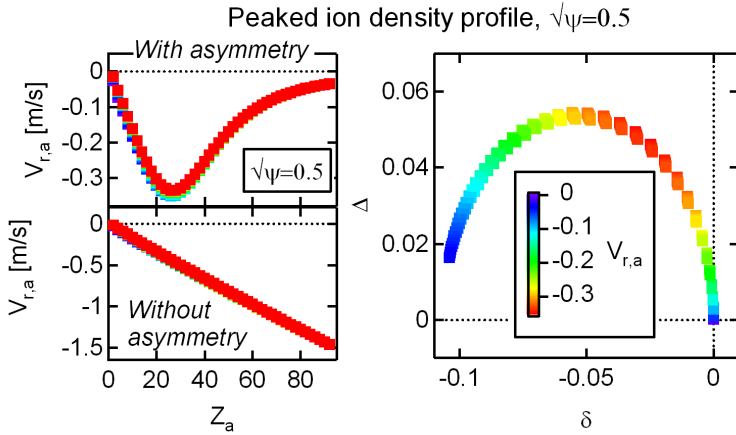 Peaked ion density profile, √ψ=0.5
With asymmetry
0
-0.1
-0.2
-0.3
V_r,a [m/s]
√ψ=0.5
0
-0.5
-1
-1.5
V_r,a [m/s]
Without
asymmetry
0 20 40 60 80
Z_a
0.06
0.04
0.02
0
Δ
0
-0.1
-0.2
-0.3
V_r,a
-0.1 -0.05 0
δ